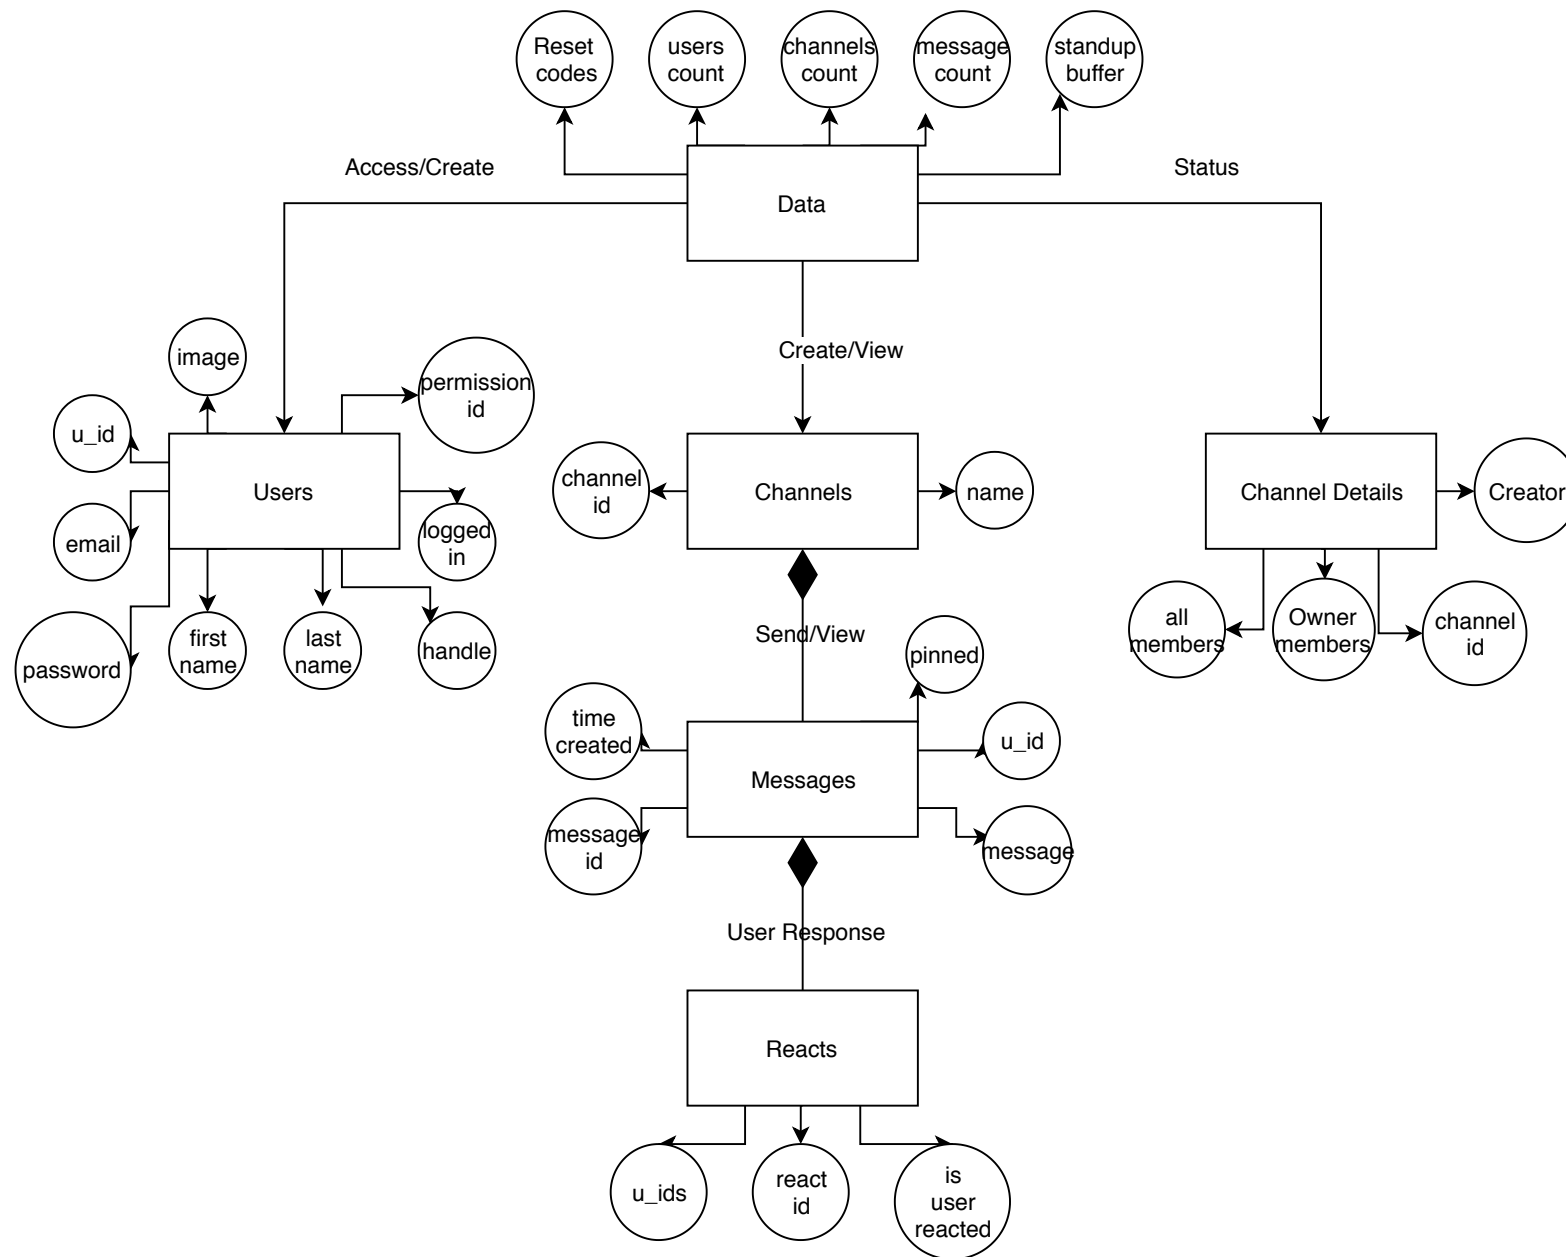 Reset
codes
users
count
channels
count
message
count
standup
buffer
Access/Create
Status
Data
image
permission
id
Create/View
u_id
Users
channel
id
Channels
name
Channel Details
Creator
email
logged
in
password
first
name
last
name
handle
Send/View
pinned
all
members
Owner
members
channel
id
time
created
u_id
Messages
message
id
message
User Response
Reacts
u_ids
react
id
is
user
reacted